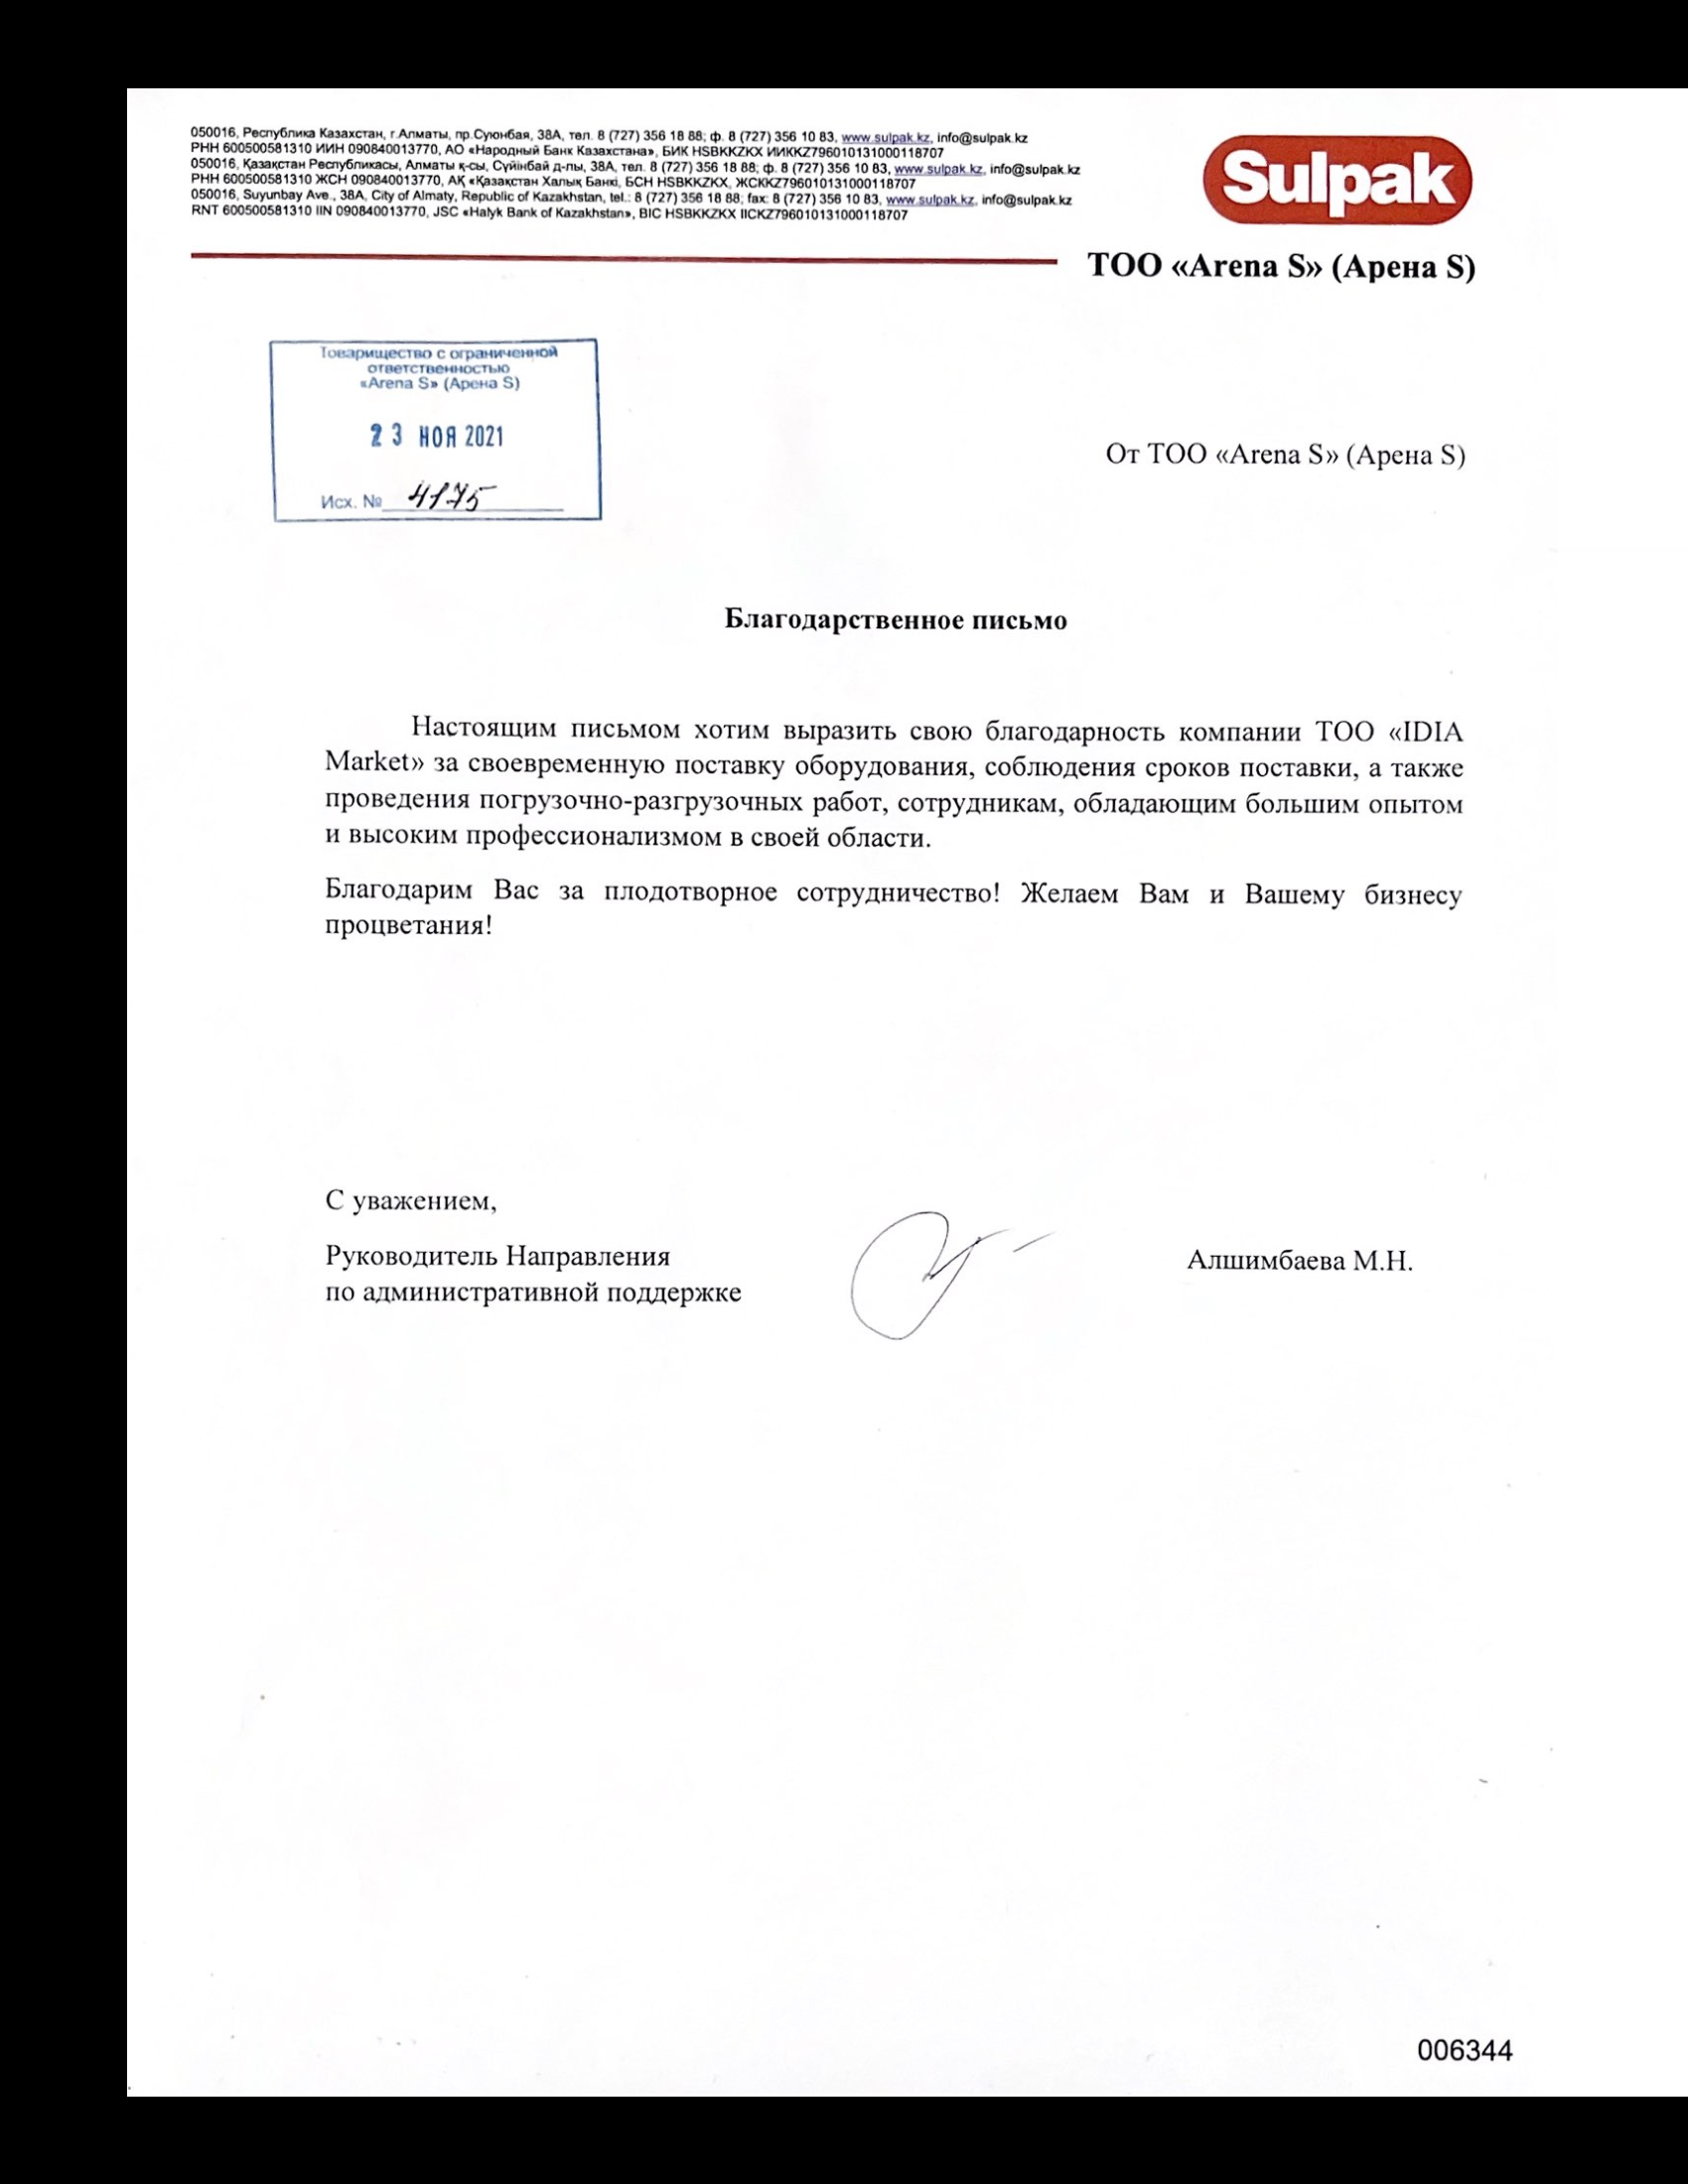 050016, Республика Казахстан, г.Алматы, пр.Суюнбая, 38А, тел. 8 (727) 356 18 88; ф. 8 (727) 356 10 83, www.sulpak.kz, info@sulpak.kz
РНН 600500581310 ИИН 090840013770, АО «Народный Банк Казахстана», БИК HSBKKZKX ИИККZ796010131000118707
050016, Қазақстан Республикасы, Алматы қ-сы, Сүйінбай д-лы, 38А, тел. 8 (727) 356 18 88; ф. 8 (727) 356 10 83, www.sulpak.kz, info@sulpak.kz
РНН 600500581310 ЖСН 090840013770, АҚ «Қазақстан Халық Банкі, БСН HSBKKZKX, ЖСККZ796010131000118707
050016, Suyunbay Ave., 38A, City of Almaty, Republic of Kazakhstan, tel.: 8 (727) 356 18 88; fax: 8 (727) 356 10 83, www.sulpak.kz, info@sulpak.kz
RNT 600500581310 IIN 090840013770, JSC «Halyk Bank of Kazakhstan», BIC HSBKKZKX IICKZ796010131000118707
Sulpak
ТОО «Arena S» (Арена S)
Товарищество с ограниченной
ответственностью
«Arena S» (Арена S)
23 НОЯ 2021
Исх. № 4175
От ТОО «Arena S» (Арена S)
Благодарственное письмо
Настоящим письмом хотим выразить свою благодарность компании ТОО «IDIA
Market» за своевременную поставку оборудования, соблюдения сроков поставки, а также
проведения погрузочно-разгрузочных работ, сотрудникам, обладающим большим опытом
и высоким профессионализмом в своей области.
Благодарим Вас за плодотворное сотрудничество! Желаем Вам и Вашему бизнесу
процветания!
С уважением,
Руководитель Направления
по административной поддержке
Алшимбаева М.Н.
006344